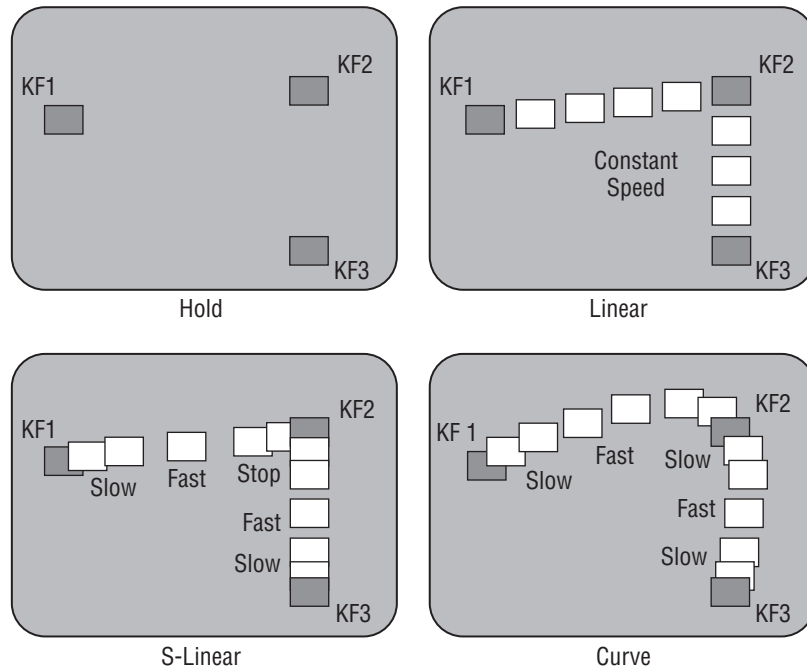 KF1
KF2
KF3
Hold
KF1
KF2
Constant
Speed
KF3
Linear
KF1
KF2
Slow
Fast
Stop
Fast
Slow
KF3
S-Linear
KF 1
KF2
Slow
Fast
Slow
Fast
Slow
KF3
Curve